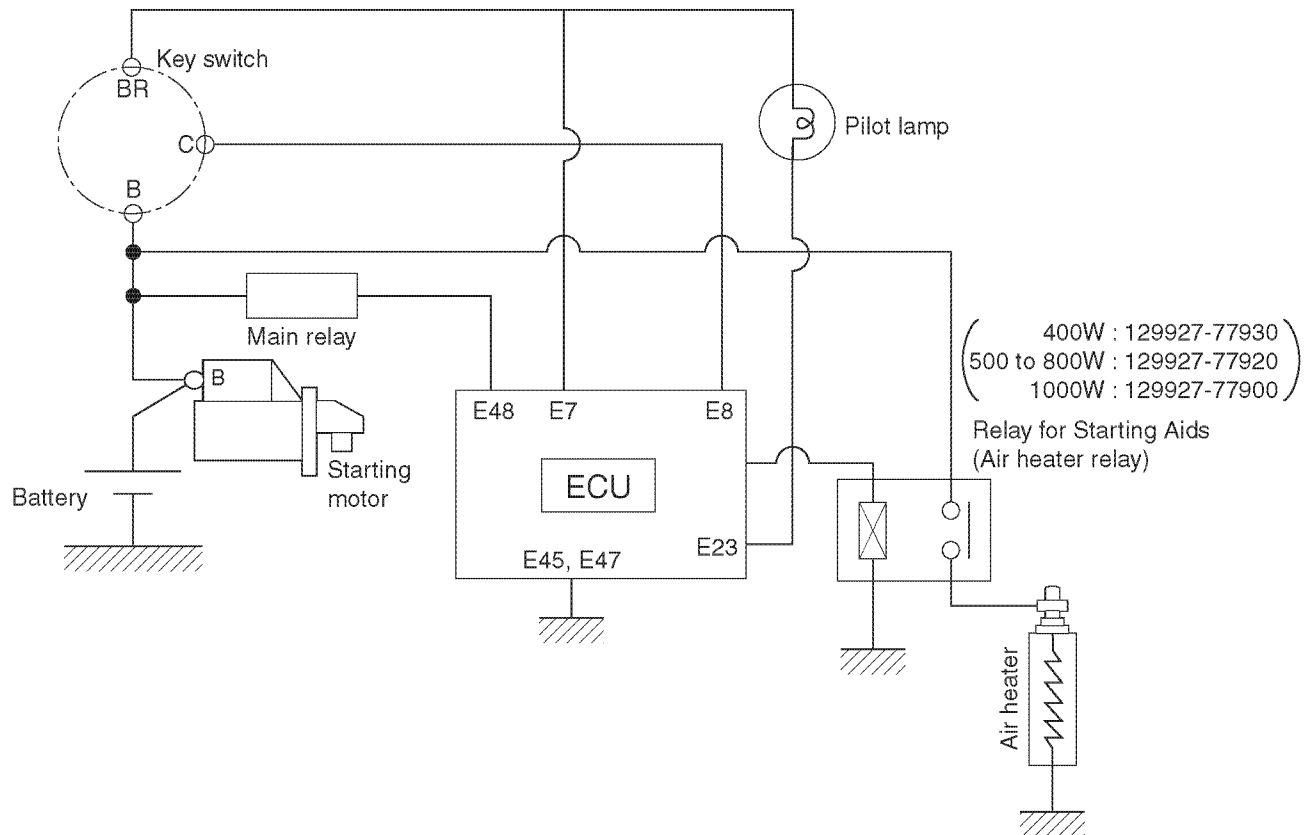 Key switch
BR
C
B
Pilot lamp
Main relay
400W : 129927-77930
500 to 800W : 129927-77920
1000W : 129927-77900
Relay for Starting Aids
(Air heater relay)
B
Starting
motor
Battery
E48
E7
E8
ECU
E23
E45, E47
Air heater